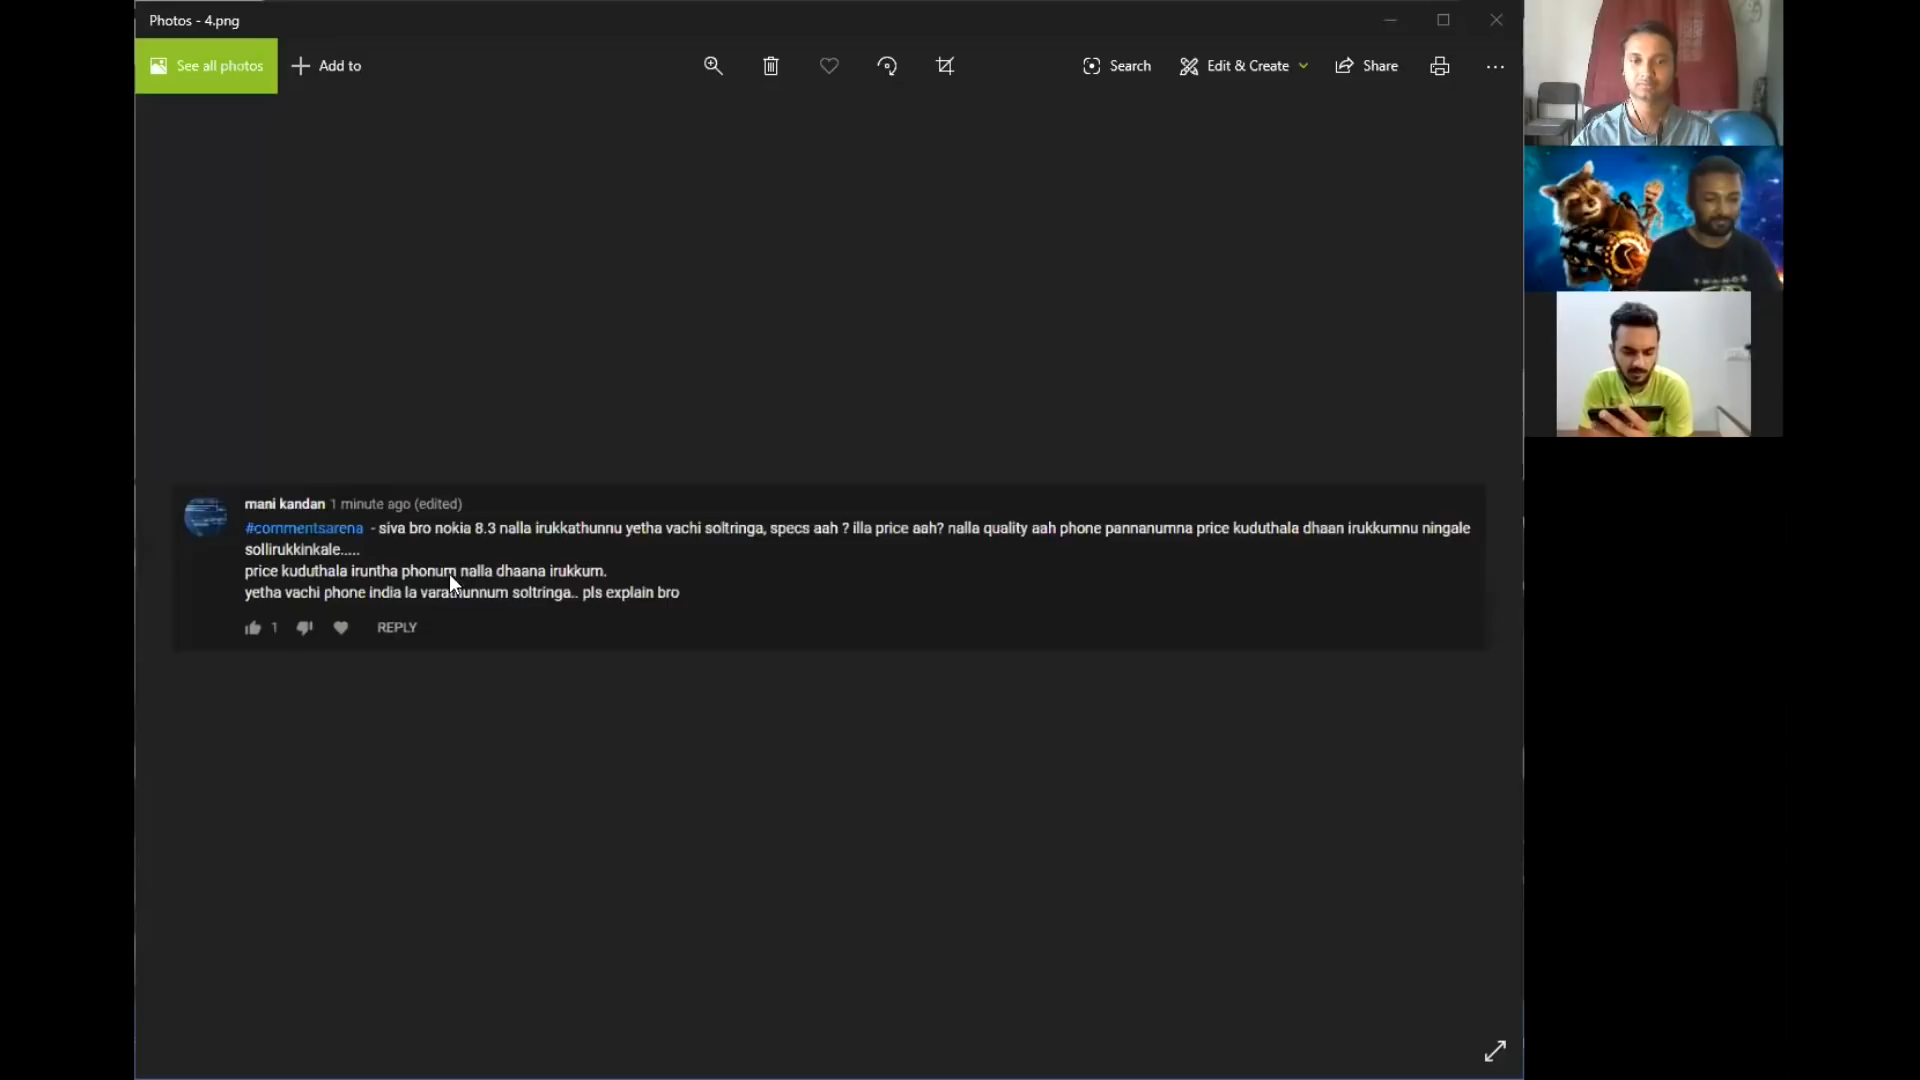 Photos - 4.png
See all photos
Add to
Search
Edit & Create
Share
mani kandan 1 minute ago (edited)
#commentsarena - siva bro nokia 8.3 nalla irukkathunnu yetha vachi soltringa, specs aah ? illa price aah? nalla quality aah phone pannanumna price kuduthala dhaan irukkumnu ningale
sollirukkinkale.....
price kuduthala iruntha phonum nalla dhaana irukkum.
yetha vachi phone india la varathunnum soltringa.. pls explain bro
1
REPLY